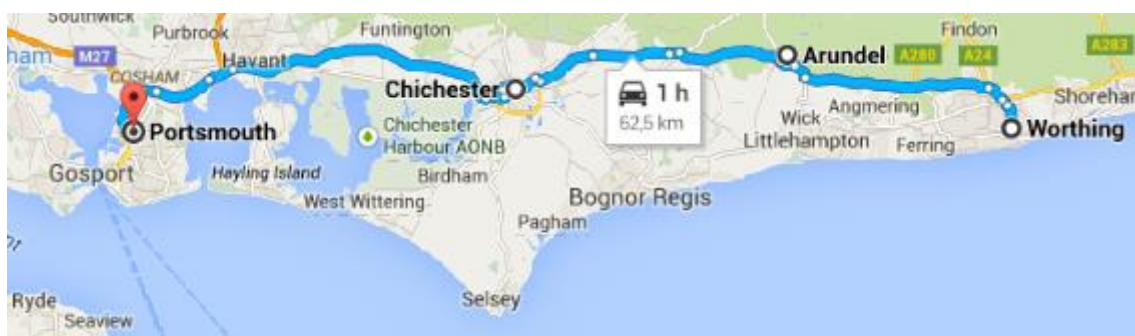 Southwick
Purbrook
Funtington
Findon
ham
M27
Havant
Arundel
A280
A24
A283
COSHAM
Chichester
1 h
62,5 km
Angmering
Shoreham
Portsmouth
Chichester
Harbour AONB
Wick
Littlehampton
Ferring
Worthing
Gosport
Hayling Island
Birdham
West Wittering
Bognor Regis
Pagham
Selsey
Ryde
Seaview